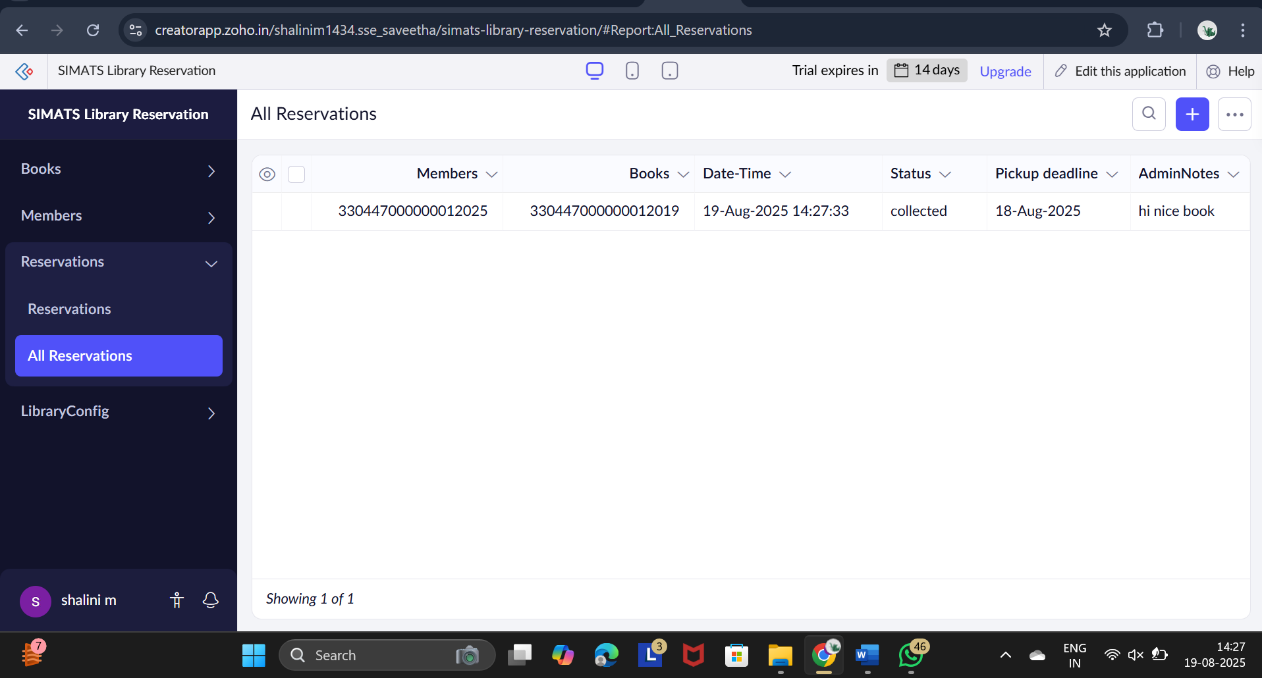 creatorapp.zoho.in/shalinim1434.sse_saveetha/simats-library-reservation/#Report:All_Reservations
SIMATS Library Reservation
Trial expires in 14 days Upgrade Edit this application Help
SIMATS Library Reservation
Books
Members
Reservations
Reservations
All Reservations
LibraryConfig
S shalini m
All Reservations
Members Books Date-Time Status Pickup deadline AdminNotes
330447000000012025 330447000000012019 19-Aug-2025 14:27:33 collected 18-Aug-2025 hi nice book
Showing 1 of 1
7
Search
L 3
W
46
ENG
IN
14:27
19-08-2025